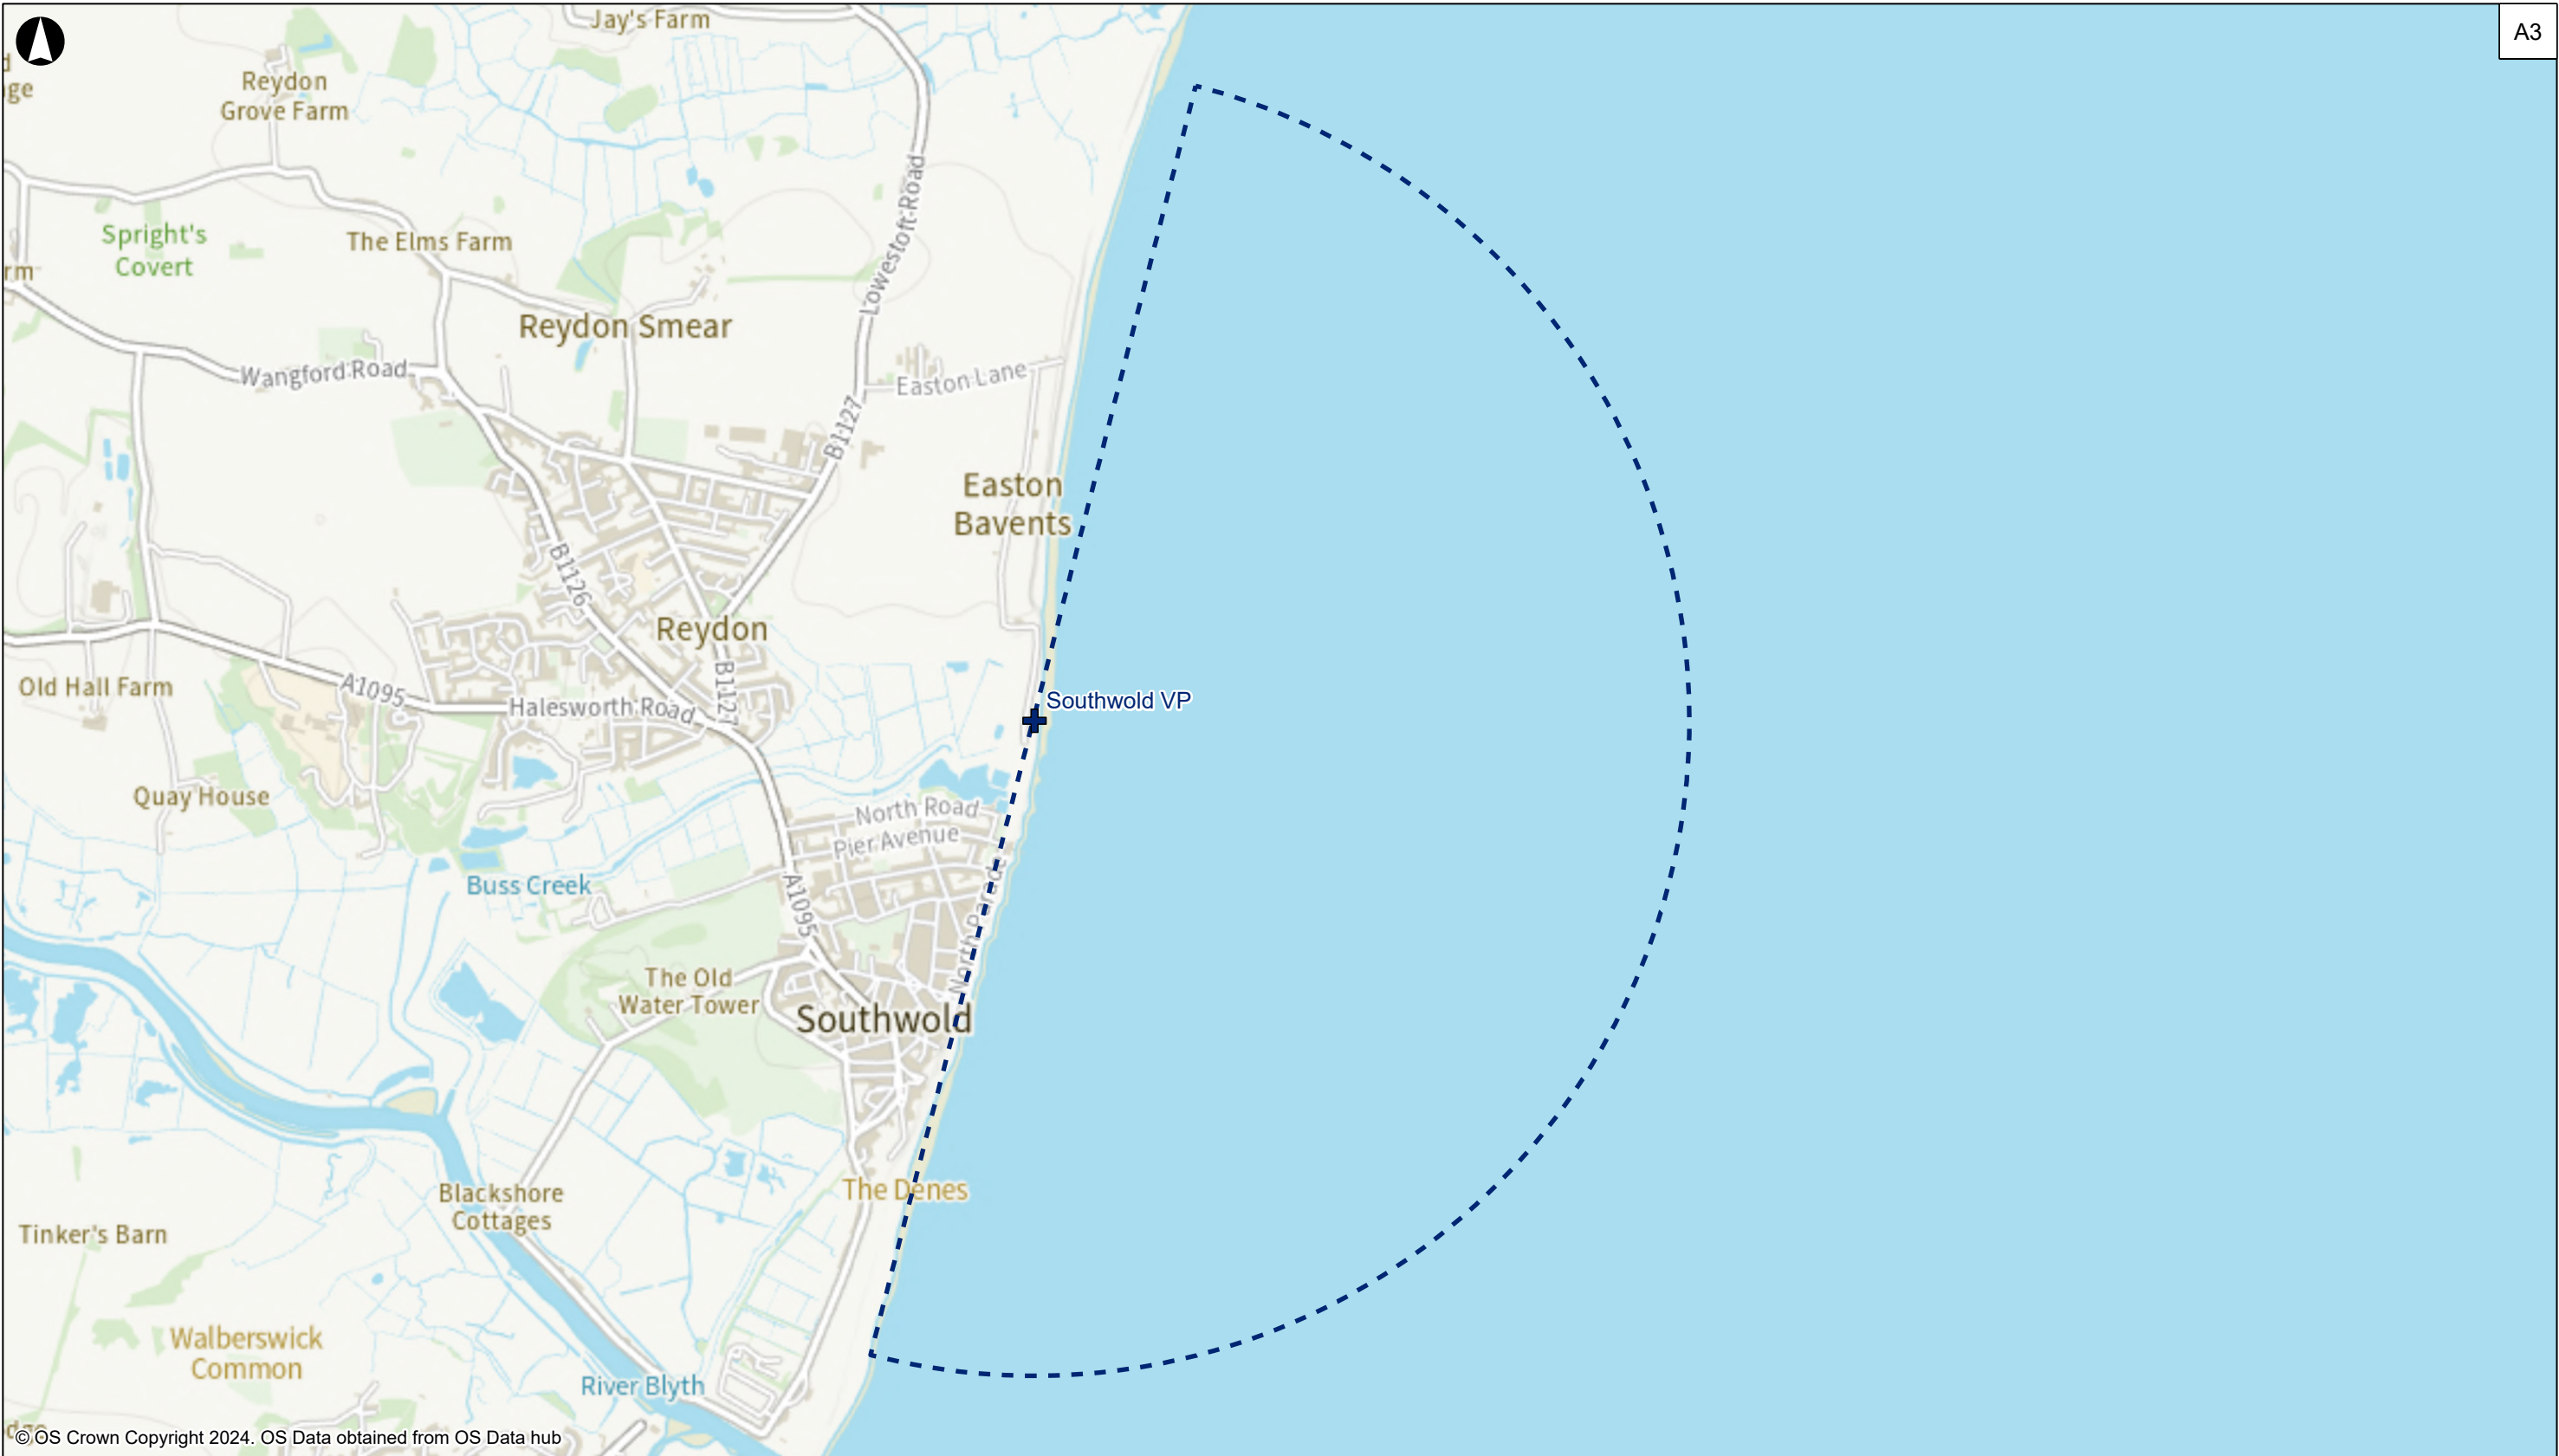 Jay's Farm
A3
Reydon
Grove Farm
Lowestoft Road
Spright's
Covert
The Elms Farm
Reydon Smear
Wangford Road
Easton Lane
B1127
Easton
Bavents
B1126
Reydon
B1127
Old Hall Farm
A1095
Halesworth Road
Southwold VP
Quay House
North Road
Pier Avenue
Buss Creek
A1095
North Parade
The Old
Water Tower
Southwold
The Denes
Blackshore
Cottages
Tinker's Barn
Walberswick
Common
River Blyth
© OS Crown Copyright 2024. OS Data obtained from OS Data hub